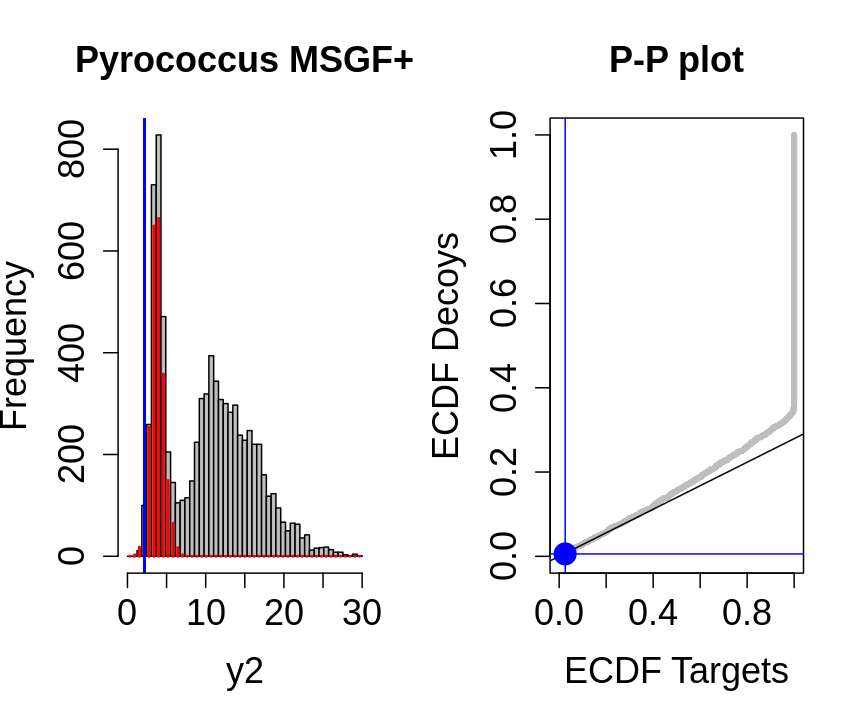 Pyrococcus MSGF+
Frequency
800
600
400
200
0
0 10 20 30
y2
P-P plot
ECDF Decoys
1.0
0.8
0.6
0.4
0.2
0.0
0.0 0.4 0.8
ECDF Targets